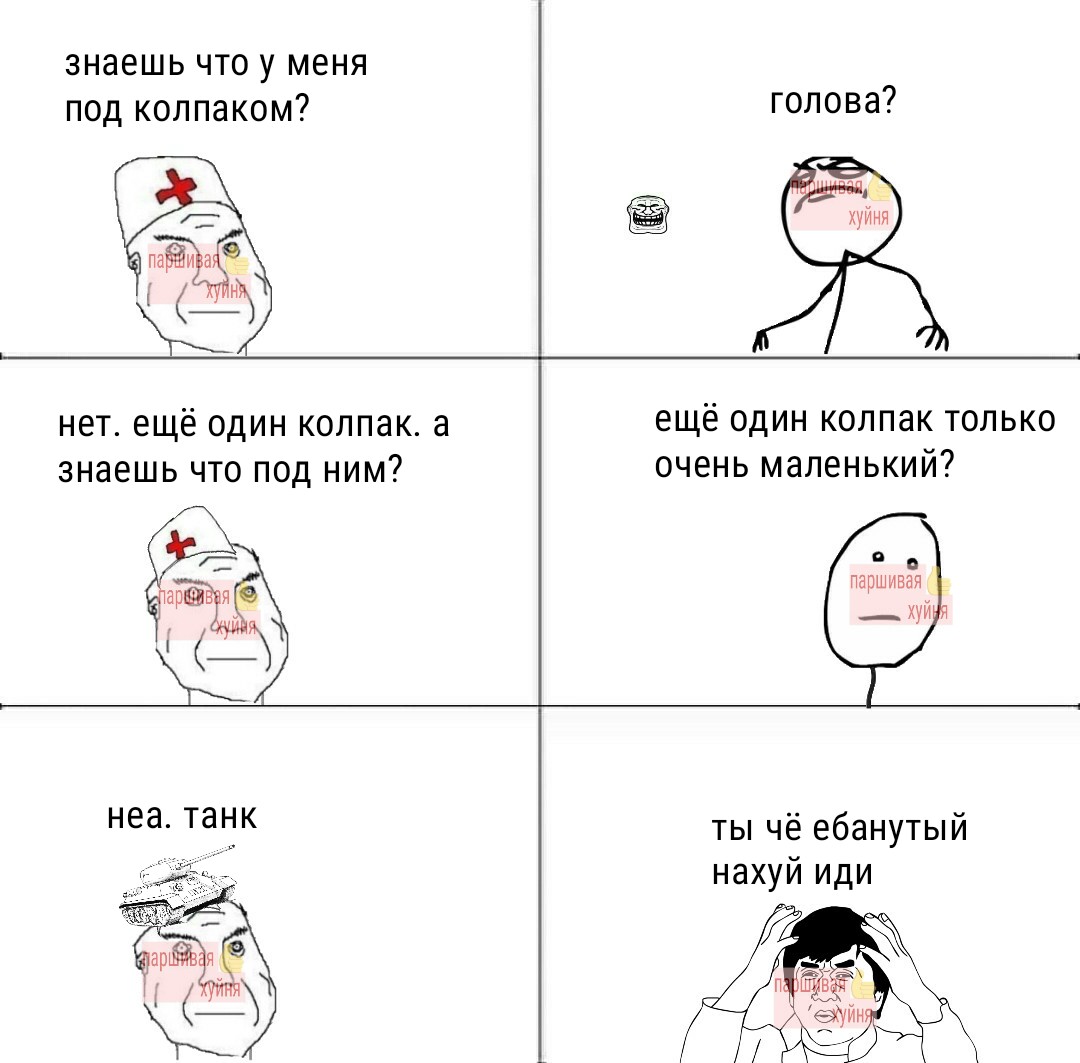 знаешь что у меня
под колпаком?
паршивая
хуйня
голова?
паршивая
хуйня
нет. ещё один колпак. а
знаешь что под ним?
паршивая
хуйня
ещё один колпак только
очень маленький?
паршивая
хуйня
неа. танк
паршивая
хуйня
ты чё ебанутый
нахуй иди
паршивая
хуйня